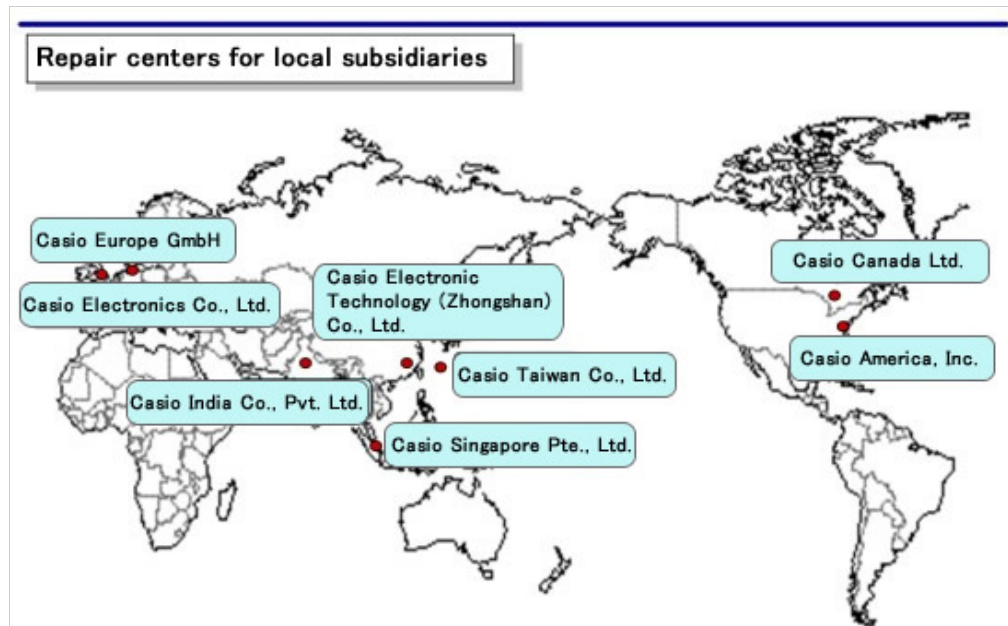 Repair centers for local subsidiaries
Casio Europe GmbH
Casio Electronics Co., Ltd.
Casio Electronic
Technology (Zhongshan)
Co., Ltd.
Casio Canada Ltd.
Casio America, Inc.
Casio Taiwan Co., Ltd.
Casio India Co., Pvt. Ltd.
Casio Singapore Pte., Ltd.